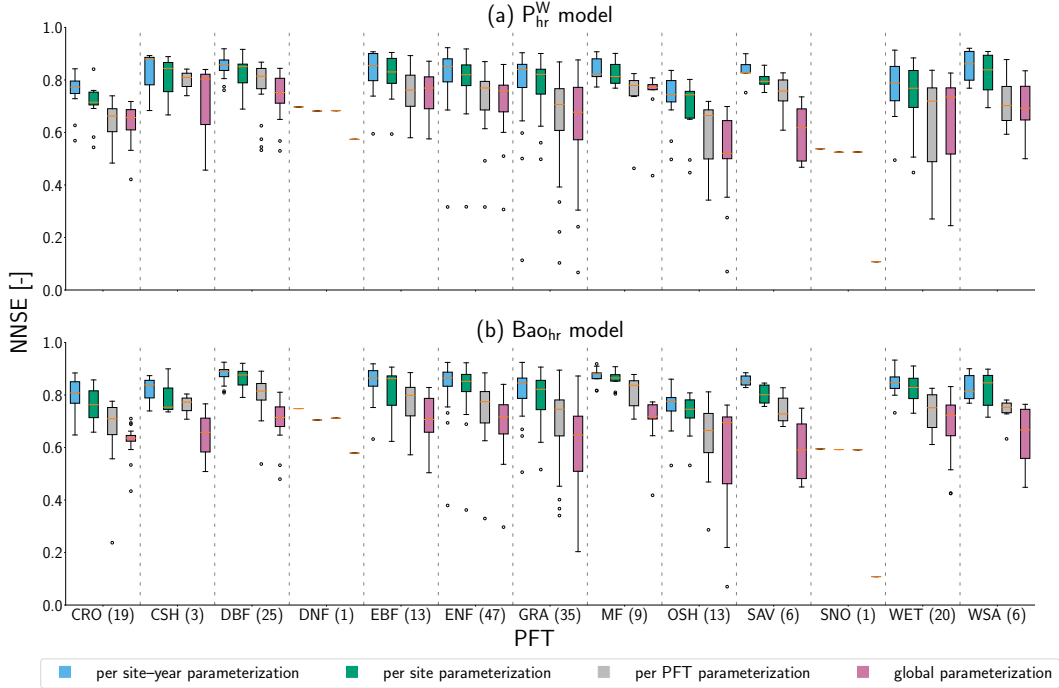 (a) P_hr^W model
1.0
0.8
0.6
0.4
0.2
0.0
NNSE [-]
(b) Bao_hr model
1.0
0.8
0.6
0.4
0.2
0.0
CRO (19) CSH (3) DBF (25) DNF (1) EBF (13) ENF (47) GRA (35) MF (9) OSH (13) SAV (6) SNO (1) WET (20) WSA (6)
PFT
per site–year parameterization per site parameterization per PFT parameterization global parameterization